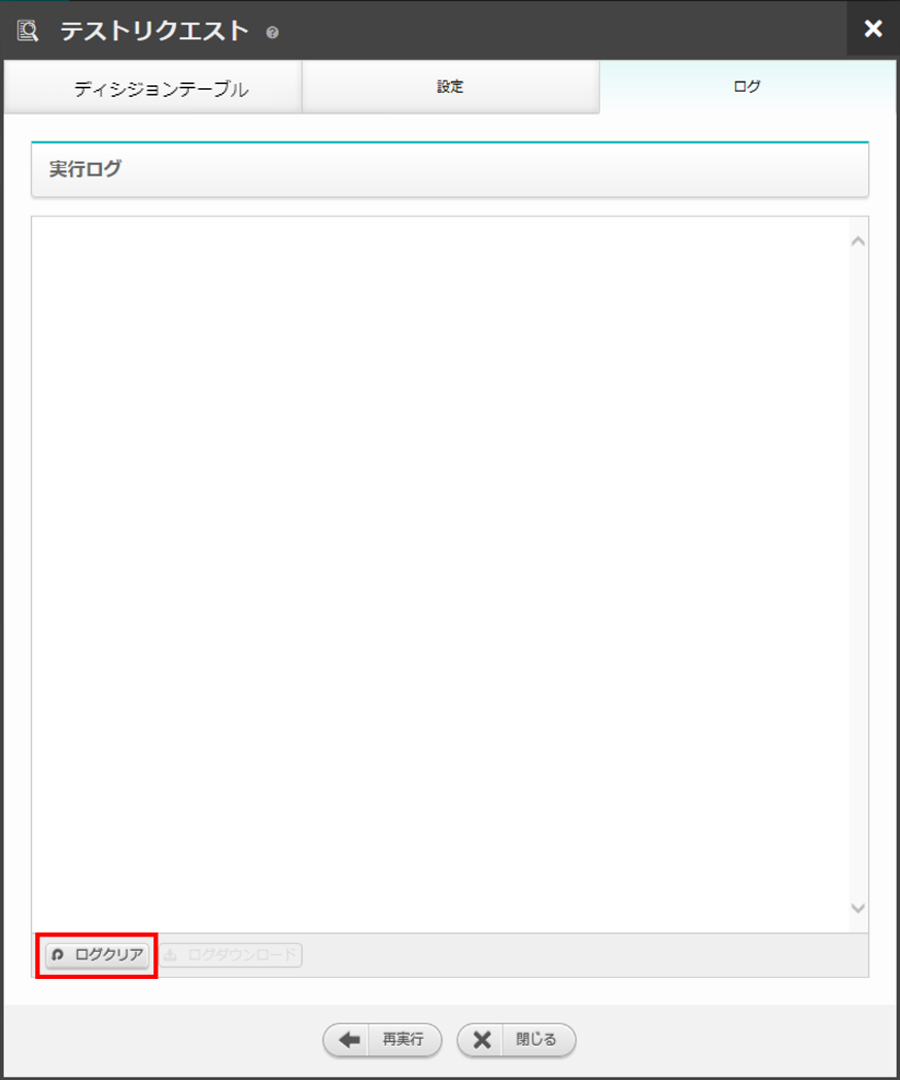 テストリクエスト
ディシジョンテーブル
設定
ログ
実行ログ
ログクリア
ログダウンロード
再実行
閉じる